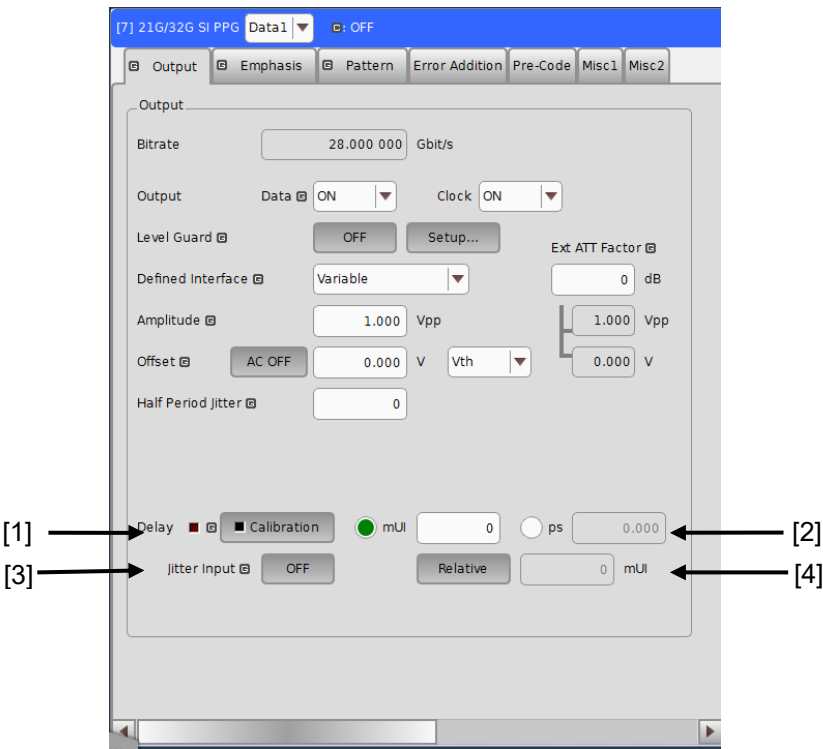 [7] 21G/32G SI PPG Data1 C: OFF
G Output G Emphasis G Pattern Error Addition Pre-Code Misc1 Misc2
Output
Bitrate 28.000 000 Gbit/s
Output Data G ON Clock ON
Level Guard G OFF Setup... Ext ATT Factor G
Defined Interface G Variable 0 dB
Amplitude G 1.000 Vpp 1.000 Vpp
Offset G AC OFF 0.000 V Vth 0.000 V
Half Period Jitter G 0
[1] Delay G Calibration mUI 0 ps 0.000 [2]
[3] Jitter Input G OFF Relative 0 mUI [4]